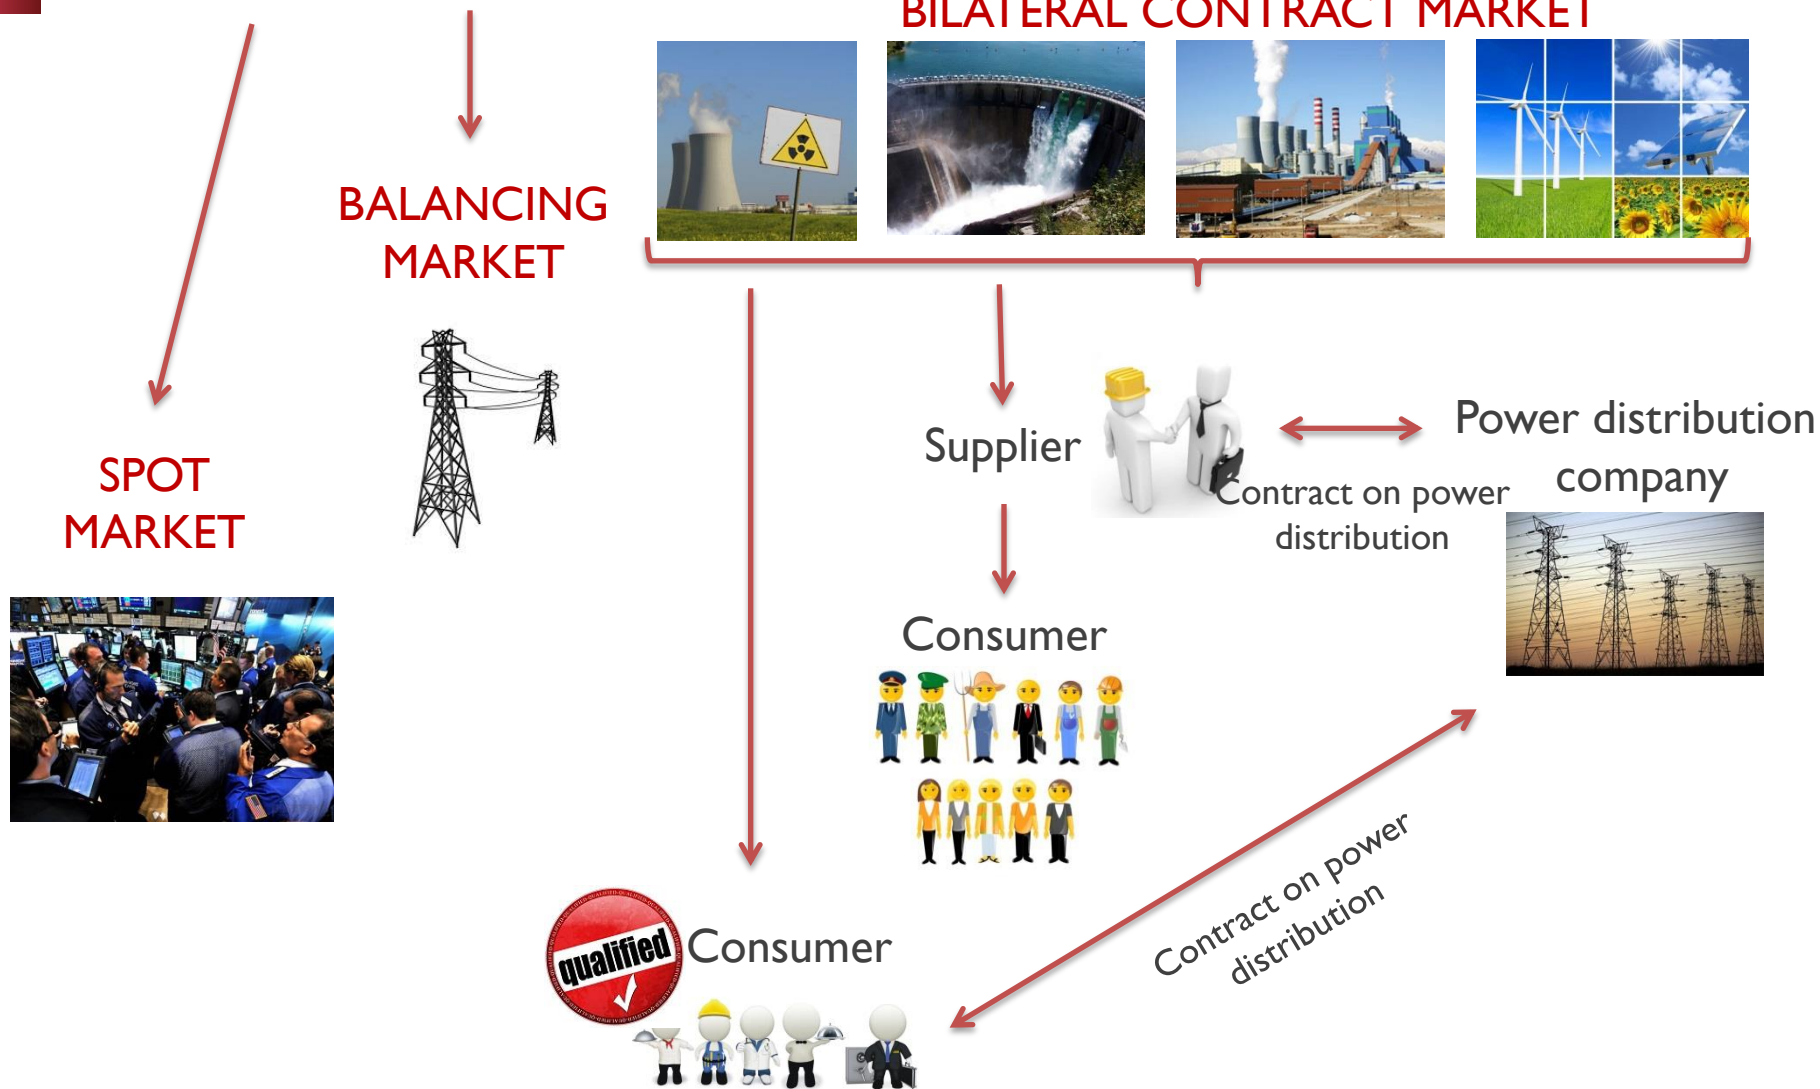 BILATERAL CONTRACT MARKET
BALANCING
MARKET
SPOT
MARKET
Supplier
Power distribution
company
Contract on power
distribution
Consumer
Contract on power
distribution
qualified
Consumer